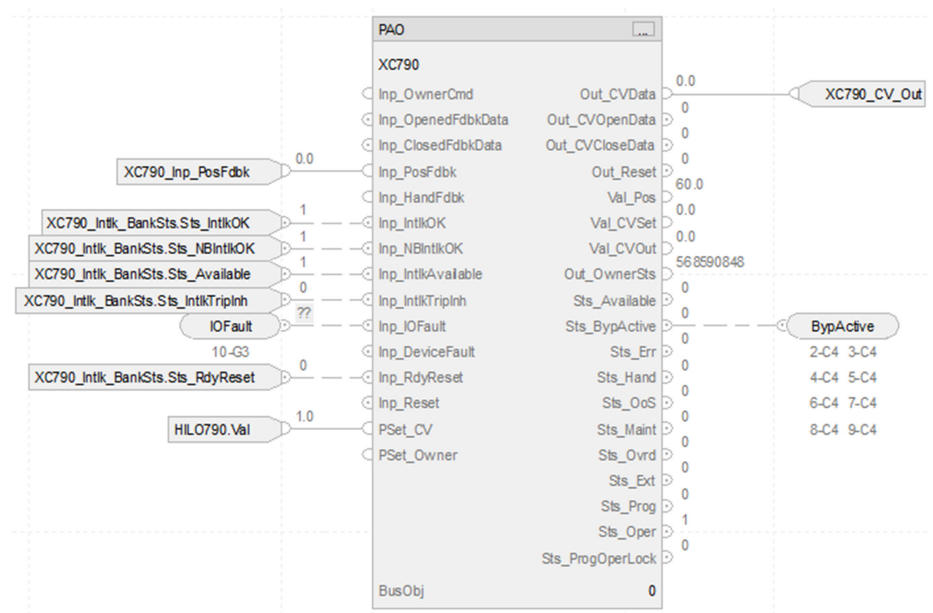 PAO ...
XC790
0.0
Inp_OwnerCmd Out_CVData XC790_CV_Out
0
Inp_OpenedFdbkData Out_CVOpenData
0
Inp_ClosedFdbkData Out_CVCloseData
0.0 0
XC790_Inp_PosFdbk Inp_PosFdbk Out_Reset
60.0
Inp_HandFdbk Val_Pos
1 0.0
XC790_Intlk_BankSts.Sts_IntlkOK Inp_IntlkOK Val_CVSet
1 0.0
XC790_Intlk_BankSts.Sts_NBIntlkOK Inp_NBIntlkOK Val_CVOut
1 568590848
XC790_Intlk_BankSts.Sts_Available Inp_IntlkAvailable Out_OwnerSts
0 0
XC790_Intlk_BankSts.Sts_IntlkTripInh Inp_IntlkTripInh Sts_Available
?? 0
IOFault Inp_IOFault Sts_BypActive BypActive
0
10-G3 Inp_DeviceFault Sts_Err 2-C4 3-C4
0 0
XC790_Intlk_BankSts.Sts_RdyReset Inp_RdyReset Sts_Hand 4-C4 5-C4
0
Inp_Reset Sts_OoS 6-C4 7-C4
1.0 0
HILO790.Val PSet_CV Sts_Maint 8-C4 9-C4
0
PSet_Owner Sts_Ovrd
0
Sts_Ext
0
Sts_Prog
1
Sts_Oper
0
Sts_ProgOperLock
BusObj 0